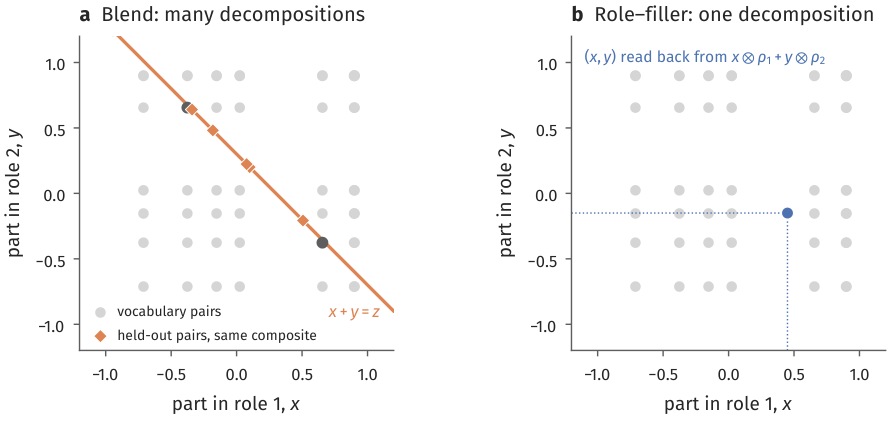 a Blend: many decompositions
1.0
0.5
0.0
−0.5
−1.0
part in role 2, y
vocabulary pairs
held-out pairs, same composite
x + y = z
−1.0 −0.5 0.0 0.5 1.0
part in role 1, x
b Role–filler: one decomposition
(x, y) read back from x ⊗ ρ₁ + y ⊗ ρ₂
1.0
0.5
0.0
−0.5
−1.0
part in role 2, y
−1.0 −0.5 0.0 0.5 1.0
part in role 1, x